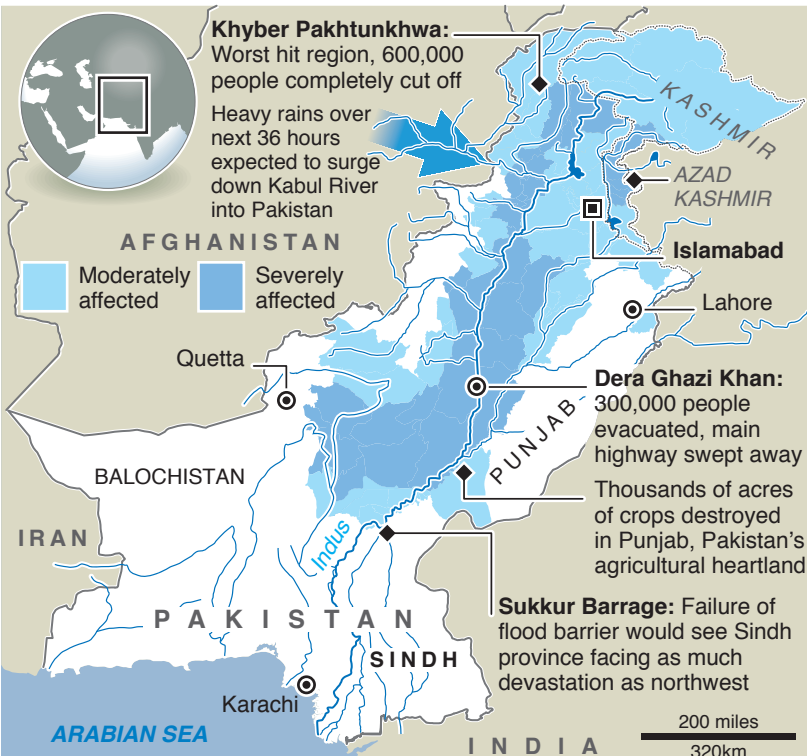 Khyber Pakhtunkhwa:
Worst hit region, 600,000
people completely cut off
Heavy rains over
next 36 hours
expected to surge
down Kabul River
into Pakistan
KASHMIR
AZAD
KASHMIR
AFGHANISTAN
Islamabad
Moderately
affected
Severely
affected
Lahore
Quetta
Dera Ghazi Khan:
300,000 people
evacuated, main
highway swept away
PUNJAB
BALOCHISTAN
Thousands of acres
of crops destroyed
in Punjab, Pakistan's
agricultural heartland
IRAN
Indus
Sukkur Barrage: Failure of
flood barrier would see Sindh
province facing as much
devastation as northwest
PAKISTAN
SINDH
Karachi
ARABIAN SEA
INDIA
200 miles
320km